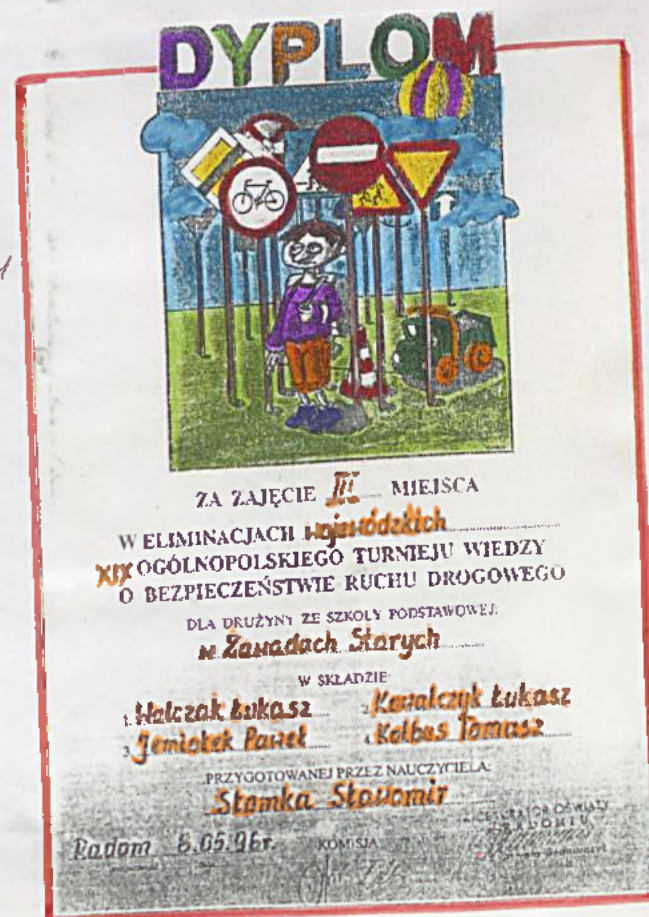 DYPLOM
ZA ZAJĘCIE III MIEJSCA
W ELIMINACJACH wojewódzkich
XIX OGÓLNOPOLSKIEGO TURNIEJU WIEDZY
O BEZPIECZEŃSTWIE RUCHU DROGOWEGO
DLA DRUŻYNY ZE SZKOŁY PODSTAWOWEJ:
w Zawadach Starych
W SKŁADZIE:
1. Walczak Łukasz 2. Kowalczyk Łukasz
3. Jemiołek Paweł 4. Kolbus Tomasz
PRZYGOTOWANEJ PRZEZ NAUCZYCIELA:
Słomka Sławomir
WICEKURATOR OŚWIATY
Radom 8.05.96r. KOMISJA